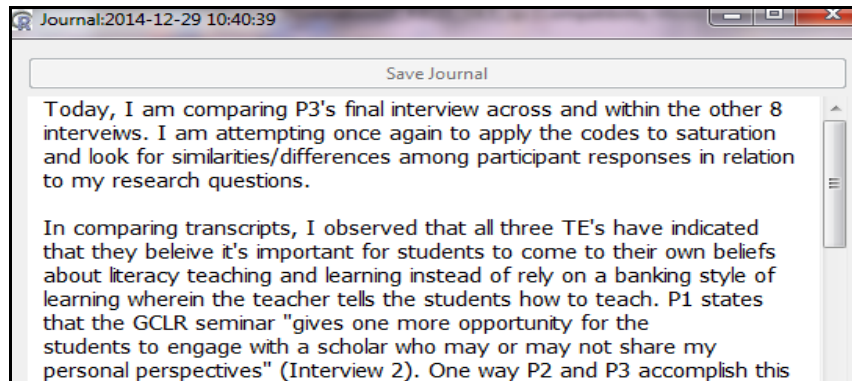 Journal:2014-12-29 10:40:39
Save Journal
Today, I am comparing P3's final interview across and within the other 8
interveiws. I am attempting once again to apply the codes to saturation
and look for similarities/differences among participant responses in relation
to my research questions.
In comparing transcripts, I observed that all three TE's have indicated
that they beleive it's important for students to come to their own beliefs
about literacy teaching and learning instead of rely on a banking style of
learning wherein the teacher tells the students how to teach. P1 states
that the GCLR seminar "gives one more opportunity for the
students to engage with a scholar who may or may not share my
personal perspectives" (Interview 2). One way P2 and P3 accomplish this